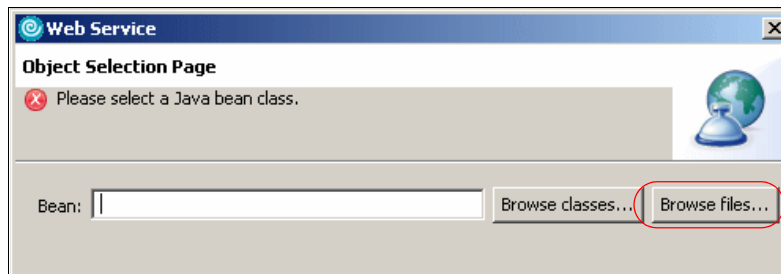 Web Service
Object Selection Page
Please select a Java bean class.
Bean: Browse classes... Browse files...